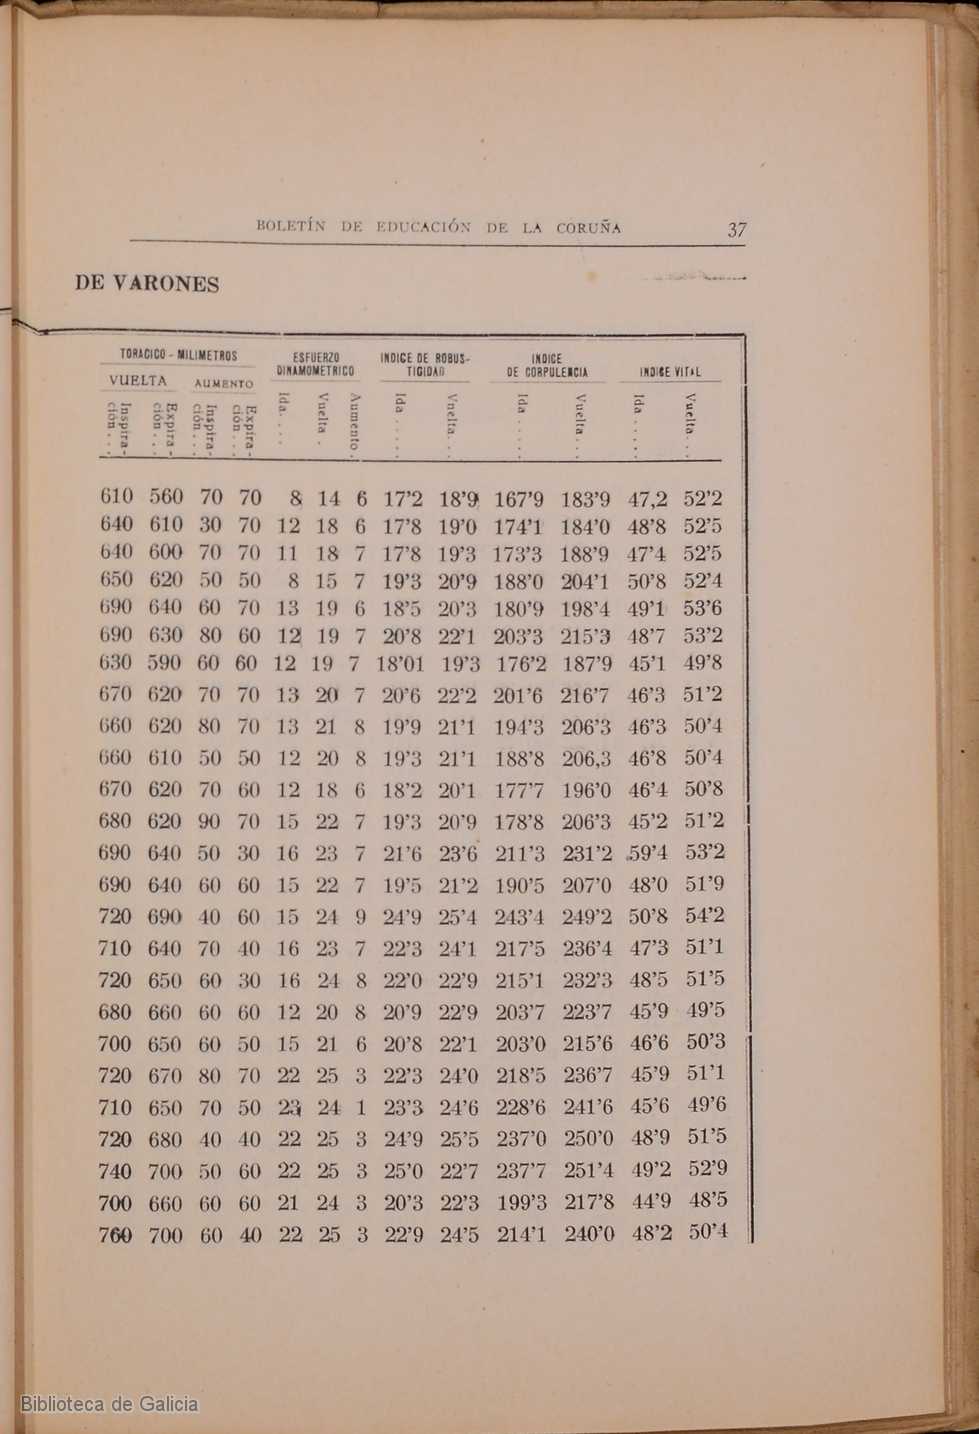 BOLETÍN DE EDUCACIÓN DE LA CORUÑA 37
DE VARONES
TORACICO - MILIMETROS ESFUERZO DINAMOMETRICO INDICE DE ROBUSTIGIDAD INDICE DE CORPULENCIA INDICE VITAL
VUELTA AUMENTO
Inspira-ción. . . Expira-ción. . . Inspira-ción. . . Expira-ción. . . Ida. . . . Vuelta . Aumento. Ida . . . . . Vuelta. . . Ida . . . . . Vuelta. . . Ida. . . . . Vuelta. . .
610 560 70 70 8 14 6 17’2 18’9 167’9 183’9 47,2 52’2
640 610 30 70 12 18 6 17’8 19’0 174’1 184’0 48’8 52’5
640 600 70 70 11 18 7 17’8 19’3 173’3 188’9 47’4 52’5
650 620 50 50 8 15 7 19’3 20’9 188’0 204’1 50’8 52’4
690 640 60 70 13 19 6 18’5 20’3 180’9 198’4 49’1 53’6
690 630 80 60 12 19 7 20’8 22’1 203’3 215’3 48’7 53’2
630 590 60 60 12 19 7 18’01 19’3 176’2 187’9 45’1 49’8
670 620 70 70 13 20 7 20’6 22’2 201’6 216’7 46’3 51’2
660 620 80 70 13 21 8 19’9 21’1 194’3 206’3 46’3 50’4
660 610 50 50 12 20 8 19’3 21’1 188’8 206,3 46’8 50’4
670 620 70 60 12 18 6 18’2 20’1 177’7 196’0 46’4 50’8
680 620 90 70 15 22 7 19’3 20’9 178’8 206’3 45’2 51’2
690 640 50 30 16 23 7 21’6 23’6 211’3 231’2 59’4 53’2
690 640 60 60 15 22 7 19’5 21’2 190’5 207’0 48’0 51’9
720 690 40 60 15 24 9 24’9 25’4 243’4 249’2 50’8 54’2
710 640 70 40 16 23 7 22’3 24’1 217’5 236’4 47’3 51’1
720 650 60 30 16 24 8 22’0 22’9 215’1 232’3 48’5 51’5
680 660 60 60 12 20 8 20’9 22’9 203’7 223’7 45’9 49’5
700 650 60 50 15 21 6 20’8 22’1 203’0 215’6 46’6 50’3
720 670 80 70 22 25 3 22’3 24’0 218’5 236’7 45’9 51’1
710 650 70 50 23 24 1 23’3 24’6 228’6 241’6 45’6 49’6
720 680 40 40 22 25 3 24’9 25’5 237’0 250’0 48’9 51’5
740 700 50 60 22 25 3 25’0 22’7 237’7 251’4 49’2 52’9
700 660 60 60 21 24 3 20’3 22’3 199’3 217’8 44’9 48’5
760 700 60 40 22 25 3 22’9 24’5 214’1 240’0 48’2 50’4
Biblioteca de Galicia